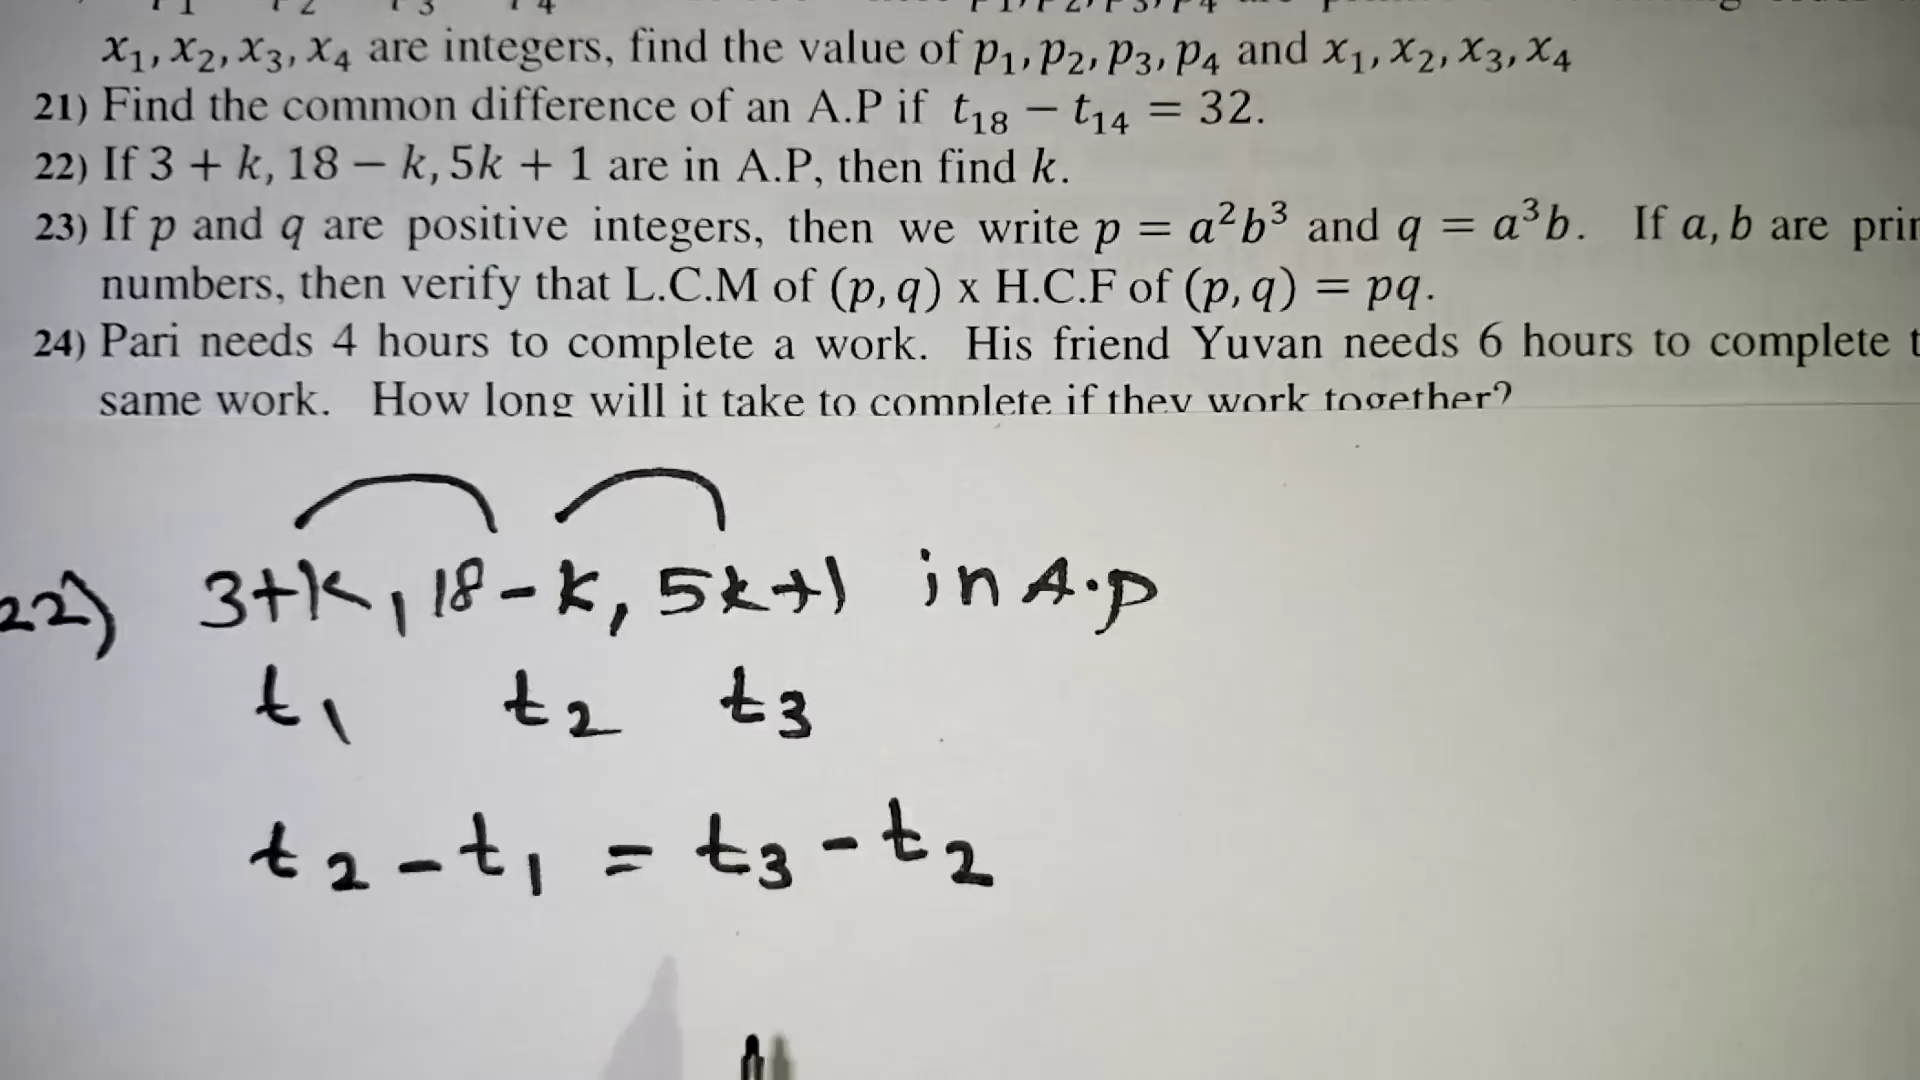 x₁, x₂, x₃, x₄ are integers, find the value of p₁, p₂, p₃, p₄ and x₁, x₂, x₃, x₄
21) Find the common difference of an A.P if t₁₈ − t₁₄ = 32.
22) If 3 + k, 18 − k, 5k + 1 are in A.P, then find k.
23) If p and q are positive integers, then we write p = a²b³ and q = a³b. If a, b are
numbers, then verify that L.C.M of (p, q) x H.C.F of (p, q) = pq.
24) Pari needs 4 hours to complete a work. His friend Yuvan needs 6 hours to complete
same work. How long will it take to complete if they work together?
22) 3+k, 18-k, 5k+1 in A.p
t₁ t₂ t₃
t₂ - t₁ = t₃ - t₂